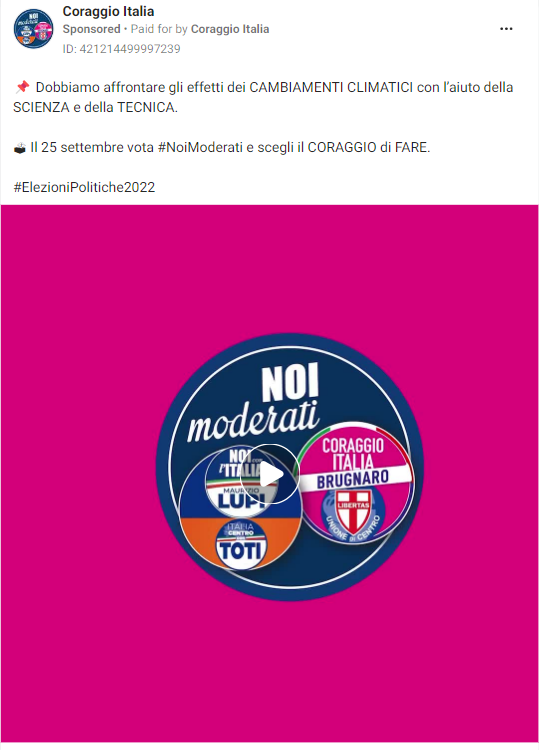 Coraggio Italia
Sponsored • Paid for by Coraggio Italia
ID: 421214499997239
📌 Dobbiamo affrontare gli effetti dei CAMBIAMENTI CLIMATICI con l'aiuto della
SCIENZA e della TECNICA.
🗳 Il 25 settembre vota #NoiModerati e scegli il CORAGGIO di FARE.
#ElezioniPolitiche2022
NOI
moderati
NOI con
l'ITALIA
MAURIZIO
LUPI
ITALIA
CENTRO
TOTI
CORAGGIO
ITALIA
BRUGNARO
LIBERTAS
UNIONE DI CENTRO